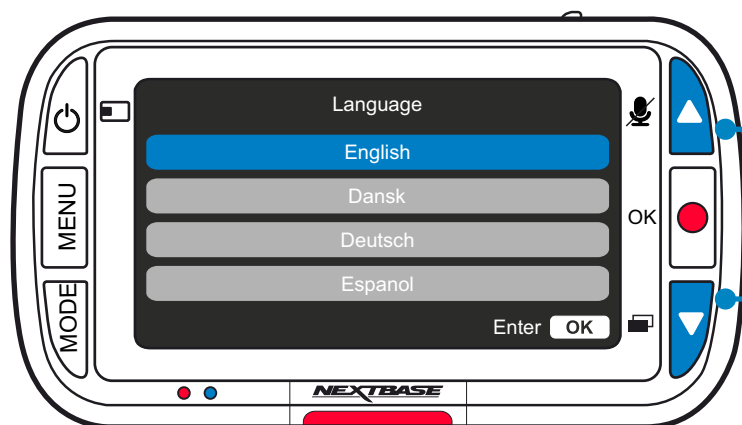 Language
English
Dansk
Deutsch
Espanol
Enter OK
MENU
MODE
OK
NEXTBASE